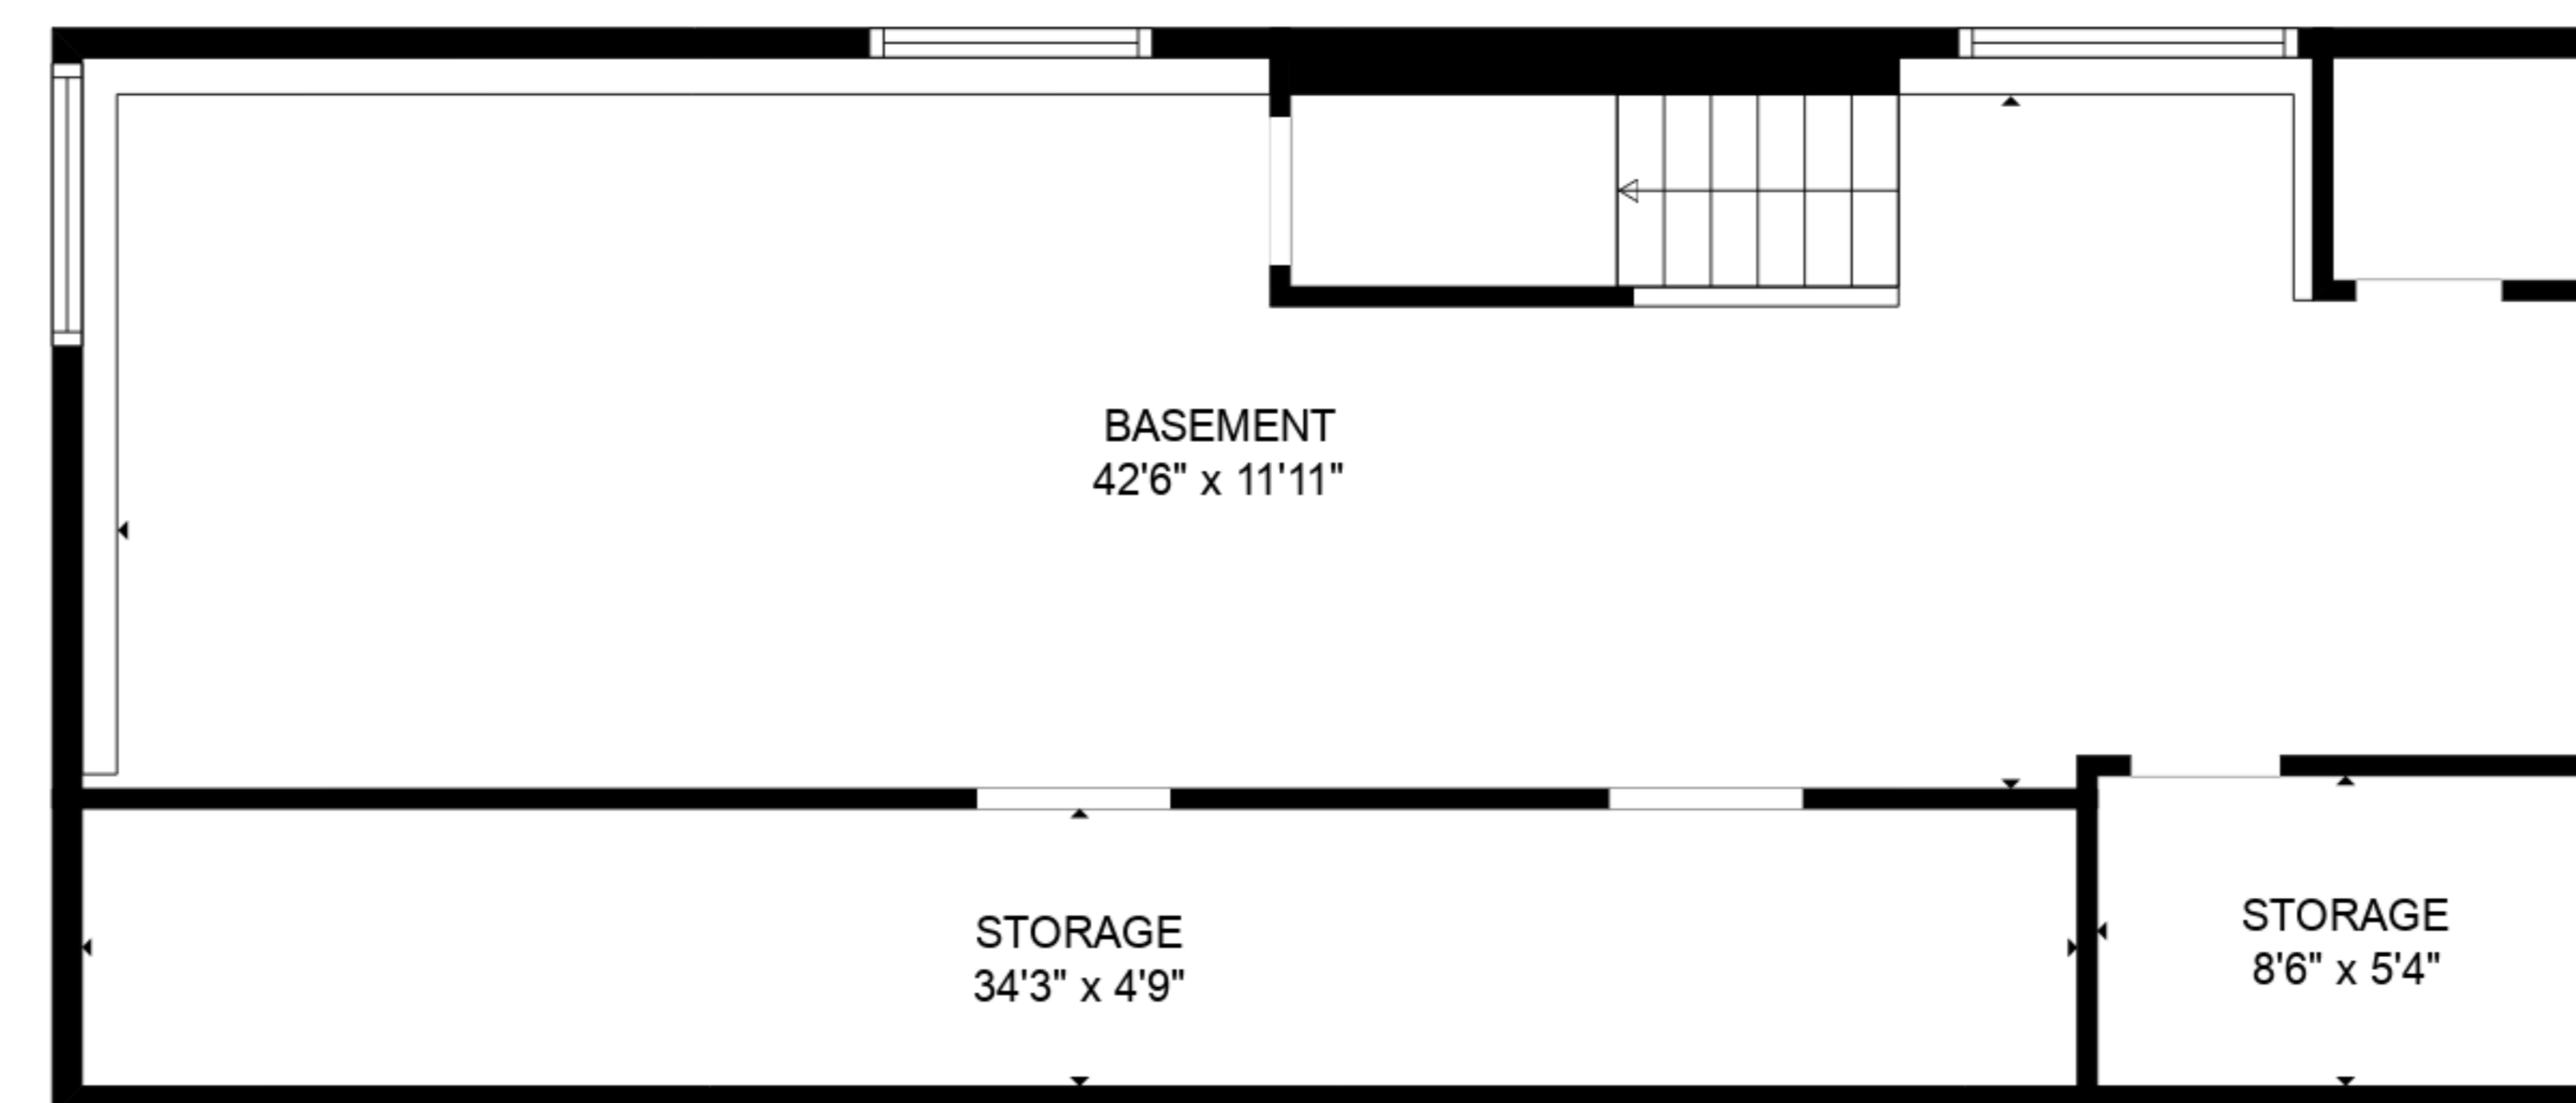 BASEMENT
42'6" x 11'11"
STORAGE
34'3" x 4'9"
STORAGE
8'6" x 5'4"